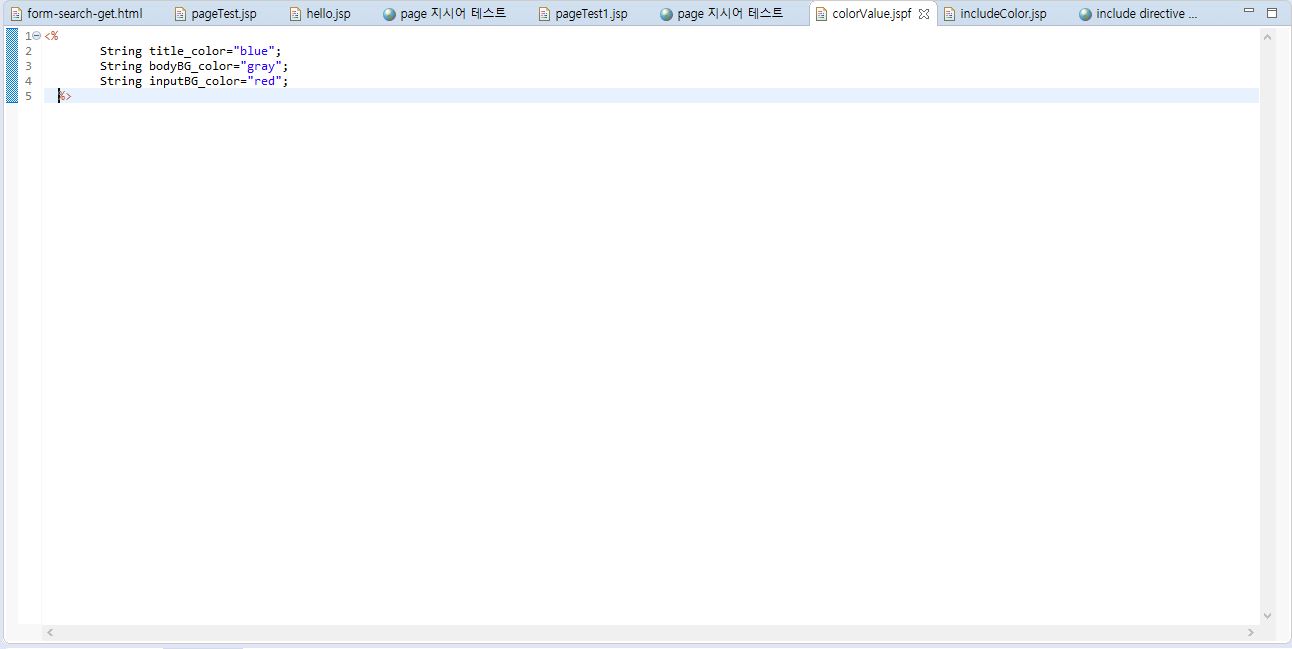 form-search-get.html pageTest.jsp hello.jsp page 지시어 테스트 pageTest1.jsp page 지시어 테스트 colorValue.jspf includeColor.jsp include directive ...
1 <%
2 String title_color="blue";
3 String bodyBG_color="gray";
4 String inputBG_color="red";
5 %>